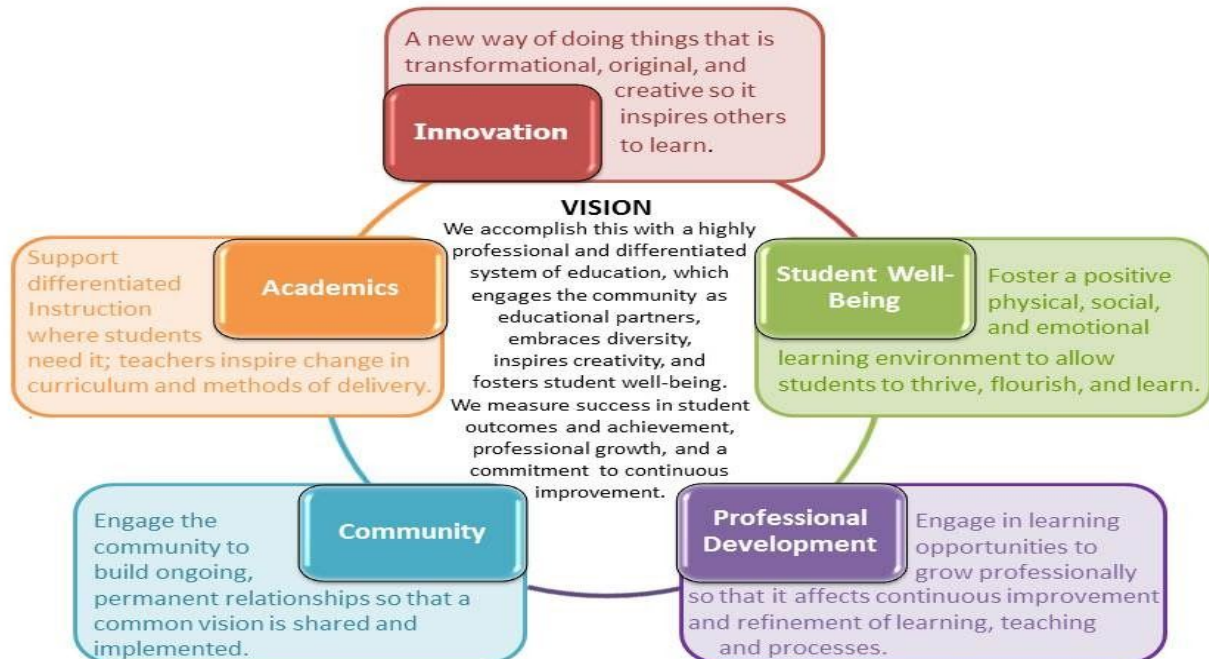 A new way of doing things that is
transformational, original, and
creative so it
inspires others
to learn.
Innovation
VISION
We accomplish this with a highly
professional and differentiated
system of education, which
engages the community as
educational partners,
embraces diversity,
inspires creativity, and
fosters student well-being.
We measure success in student
outcomes and achievement,
professional growth, and a
commitment to continuous
improvement.
Support
differentiated
Instruction
where students
need it; teachers inspire change in
curriculum and methods of delivery.
.
Academics
Student Well-
Being
Foster a positive
physical, social,
and emotional
learning environment to allow
students to thrive, flourish, and learn.
Engage the
community to
build ongoing,
permanent relationships so that a
common vision is shared and
implemented.
Community
Professional
Development
Engage in learning
opportunities to
grow professionally
so that it affects continuous improvement
and refinement of learning, teaching
and processes.